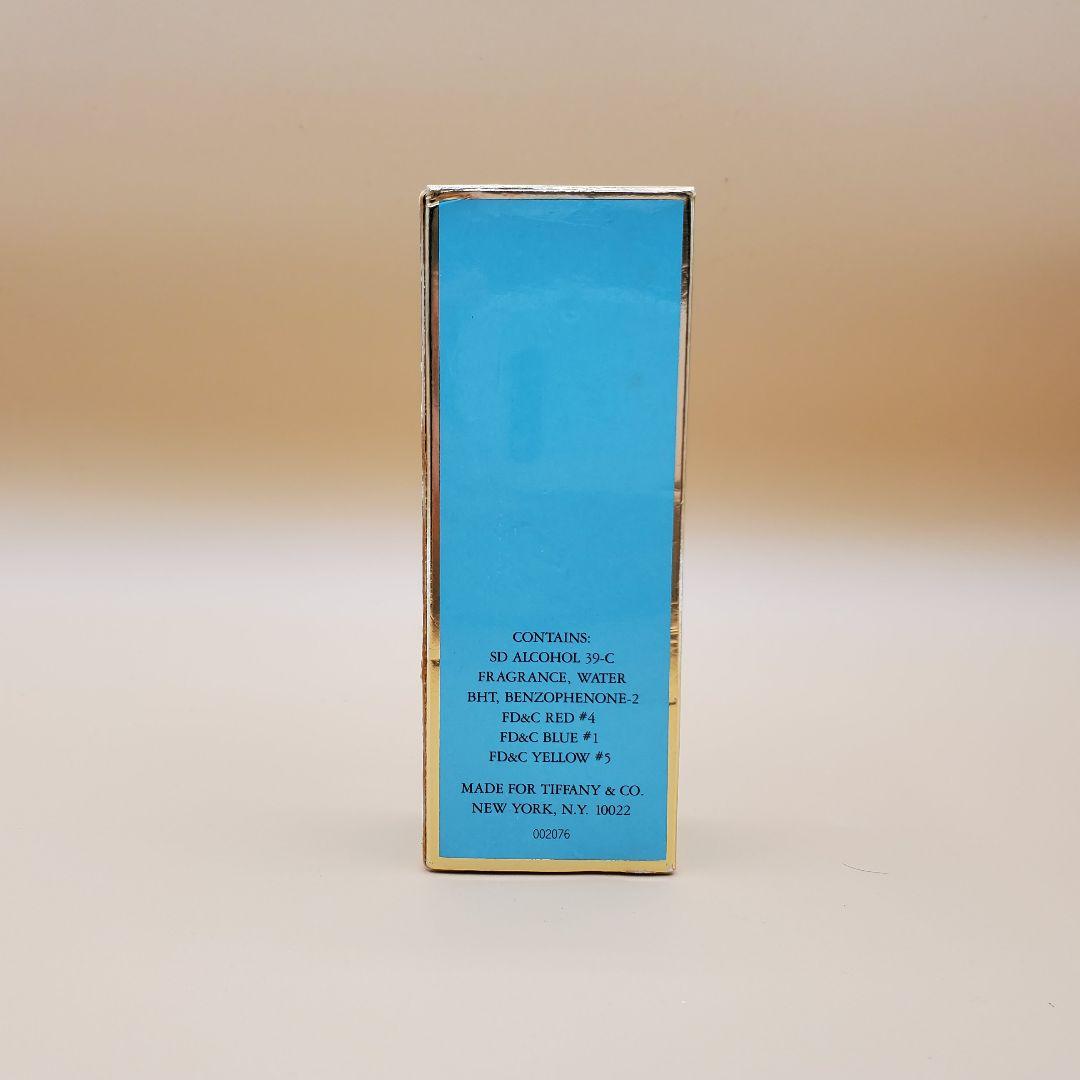 CONTAINS:
SD ALCOHOL 39-C
FRAGRANCE, WATER
BHT, BENZOPHENONE-2
FD&C RED #4
FD&C BLUE #1
FD&C YELLOW #5
MADE FOR TIFFANY & CO.
NEW YORK, N.Y. 10022
002076